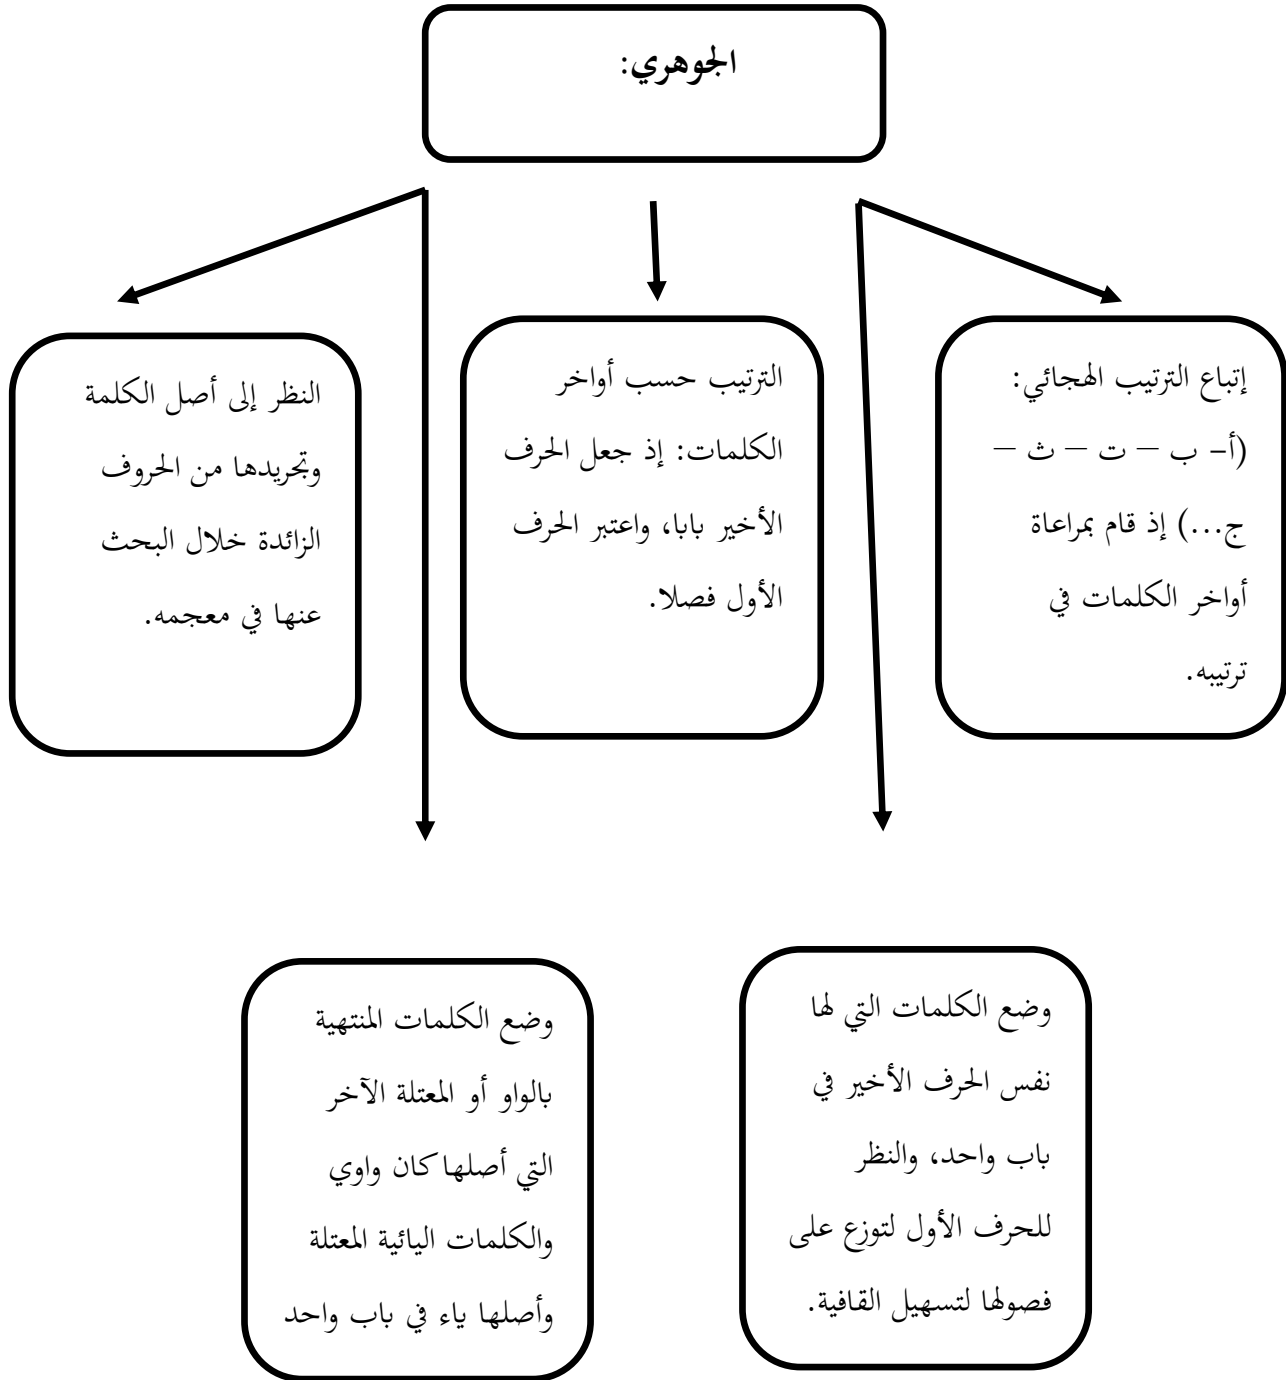 الجوهري:
إتباع الترتيب الهجائي:
(أ- ب – ت – ث –
ج...) إذ قام بمراعاة
أواخر الكلمات في
ترتيبه.
الترتيب حسب أواخر
الكلمات: إذ جعل الحرف
الأخير بابا، واعتبر الحرف
الأول فصلا.
النظر إلى أصل الكلمة
وتجريدها من الحروف
الزائدة خلال البحث
عنها في معجمه.
وضع الكلمات التي لها
نفس الحرف الأخير في
باب واحد، والنظر
للحرف الأول لتوزع على
فصولها لتسهيل القافية.
وضع الكلمات المنتهية
بالواو أو المعتلة الآخر
التي أصلها كان واوي
والكلمات اليائية المعتلة
وأصلها ياء في باب واحد